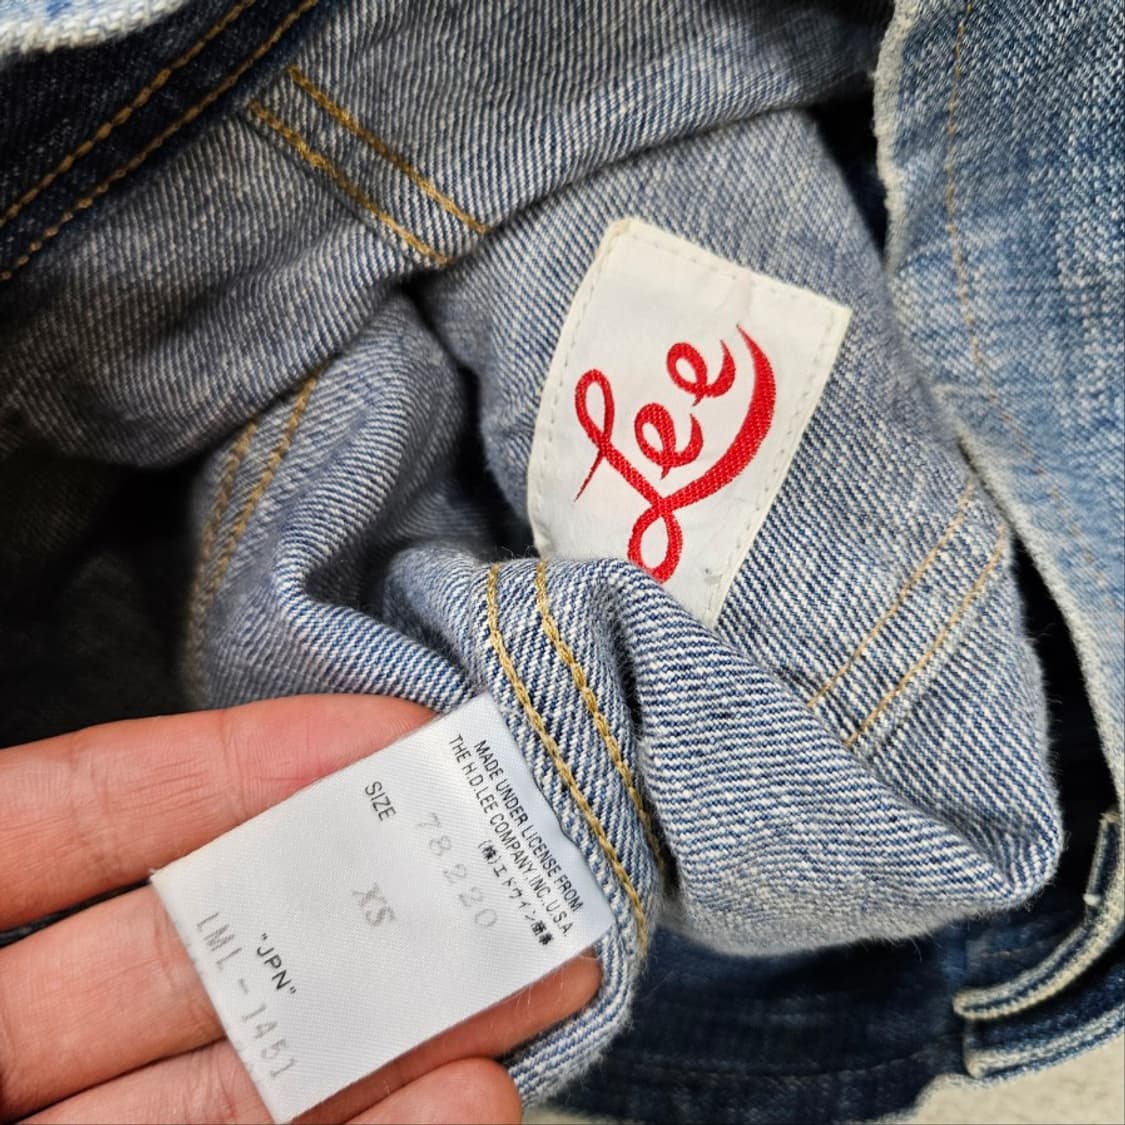 Lee
MADE UNDER LICENSE FROM
THE H.D.LEE COMPANY.INC.U.S.A.
(株)エドウイン商事
78220
SIZE
XS
"JPN"
LML-1451